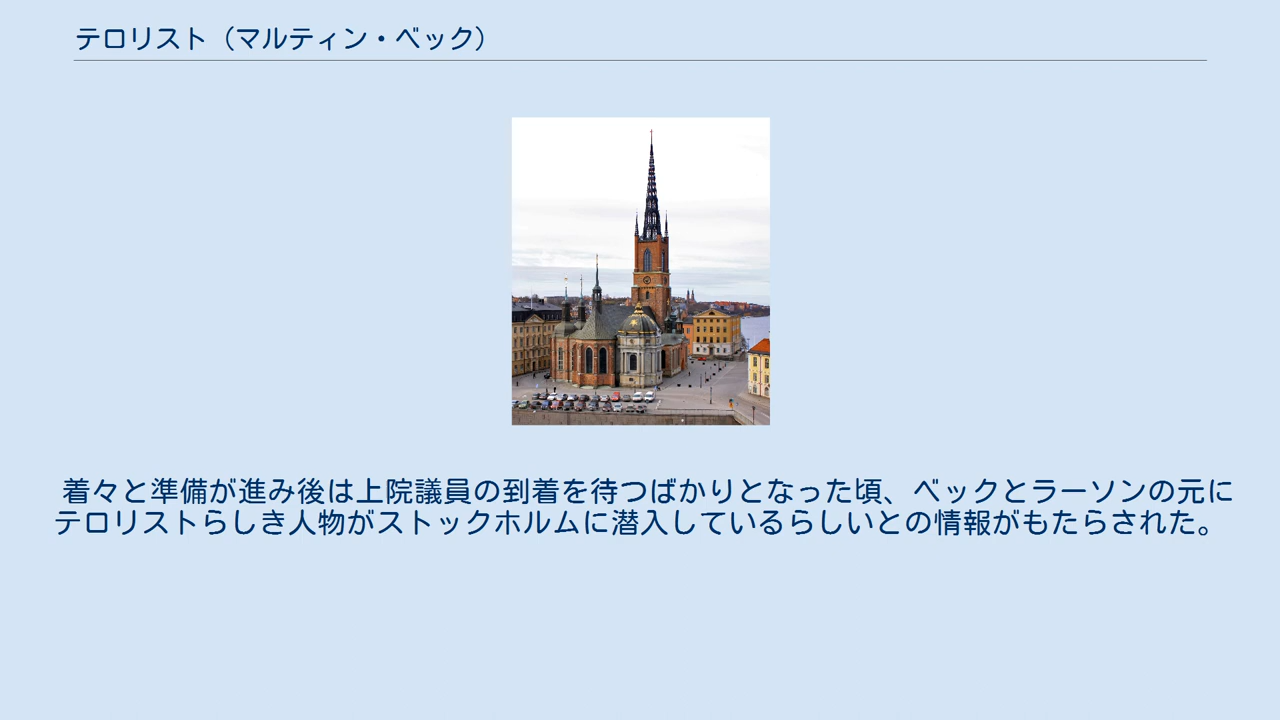 テロリスト（マルティン・ベック）
着々と準備が進み後は上院議員の到着を待つばかりとなった頃、ベックとラーソンの元に
テロリストらしき人物がストックホルムに潜入しているらしいとの情報がもたらされた。